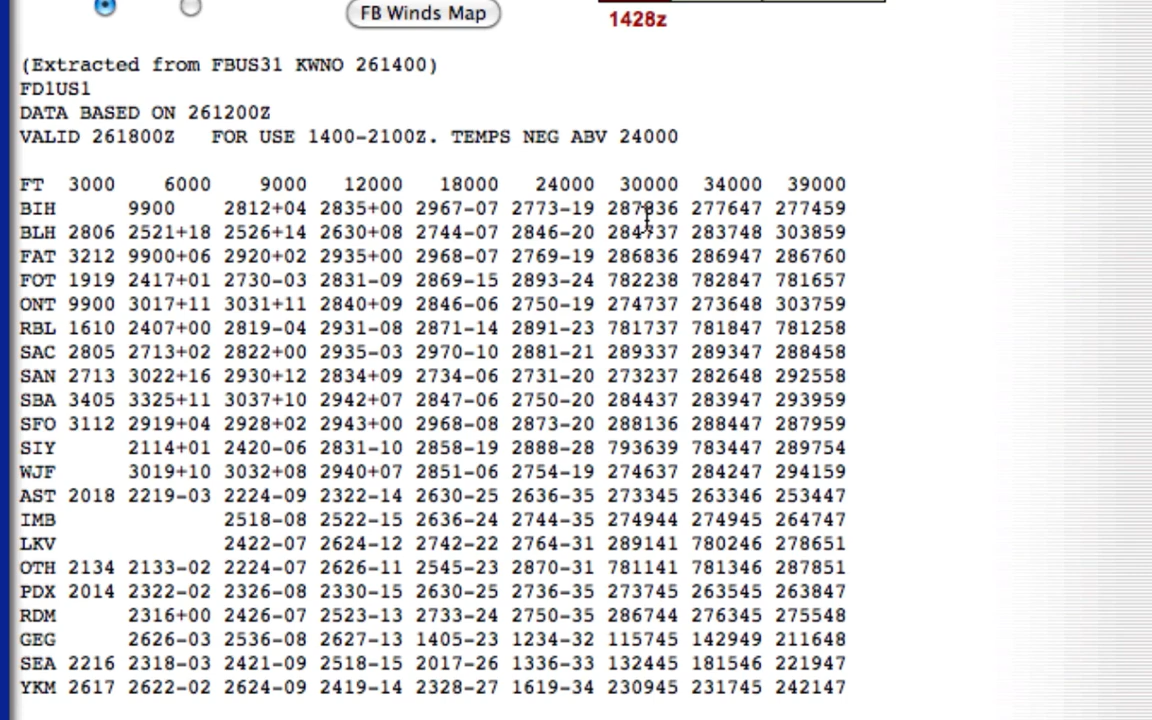 FB Winds Map
1428z
(Extracted from FBUS31 KWNO 261400)
FD1US1
DATA BASED ON 261200Z
VALID 261800Z FOR USE 1400-2100Z. TEMPS NEG ABV 24000
FT 3000 6000 9000 12000 18000 24000 30000 34000 39000
BIH 9900 2812+04 2835+00 2967-07 2773-19 287836 277647 277459
BLH 2806 2521+18 2526+14 2630+08 2744-07 2846-20 284737 283748 303859
FAT 3212 9900+06 2920+02 2935+00 2968-07 2769-19 286836 286947 286760
FOT 1919 2417+01 2730-03 2831-09 2869-15 2893-24 782238 782847 781657
ONT 9900 3017+11 3031+11 2840+09 2846-06 2750-19 274737 273648 303759
RBL 1610 2407+00 2819-04 2931-08 2871-14 2891-23 781737 781847 781258
SAC 2805 2713+02 2822+00 2935-03 2970-10 2881-21 289337 289347 288458
SAN 2713 3022+16 2930+12 2834+09 2734-06 2731-20 273237 282648 292558
SBA 3405 3325+11 3037+10 2942+07 2847-06 2750-20 284437 283947 293959
SFO 3112 2919+04 2928+02 2943+00 2968-08 2873-20 288136 288447 287959
SIY 2114+01 2420-06 2831-10 2858-19 2888-28 793639 783447 289754
WJF 3019+10 3032+08 2940+07 2851-06 2754-19 274637 284247 294159
AST 2018 2219-03 2224-09 2322-14 2630-25 2636-35 273345 263346 253447
IMB 2518-08 2522-15 2636-24 2744-35 274944 274945 264747
LKV 2422-07 2624-12 2742-22 2764-31 289141 780246 278651
OTH 2134 2133-02 2224-07 2626-11 2545-23 2870-31 781141 781346 287851
PDX 2014 2322-02 2326-08 2330-15 2630-25 2736-35 273745 263545 263847
RDM 2316+00 2426-07 2523-13 2733-24 2750-35 286744 276345 275548
GEG 2626-03 2536-08 2627-13 1405-23 1234-32 115745 142949 211648
SEA 2216 2318-03 2421-09 2518-15 2017-26 1336-33 132445 181546 221947
YKM 2617 2622-02 2624-09 2419-14 2328-27 1619-34 230945 231745 242147